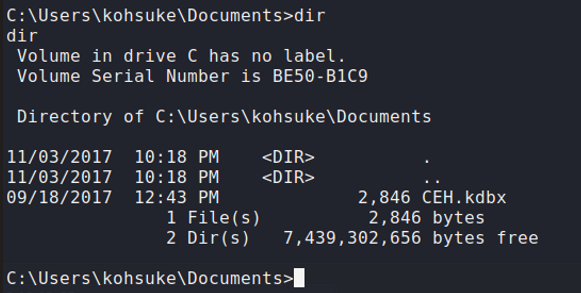 C:\Users\kohsuke\Documents>dir
dir
 Volume in drive C has no label.
 Volume Serial Number is BE50-B1C9

 Directory of C:\Users\kohsuke\Documents

11/03/2017  10:18 PM    <DIR>          .
11/03/2017  10:18 PM    <DIR>          ..
09/18/2017  12:43 PM             2,846 CEH.kdbx
               1 File(s)          2,846 bytes
               2 Dir(s)   7,439,302,656 bytes free

C:\Users\kohsuke\Documents>